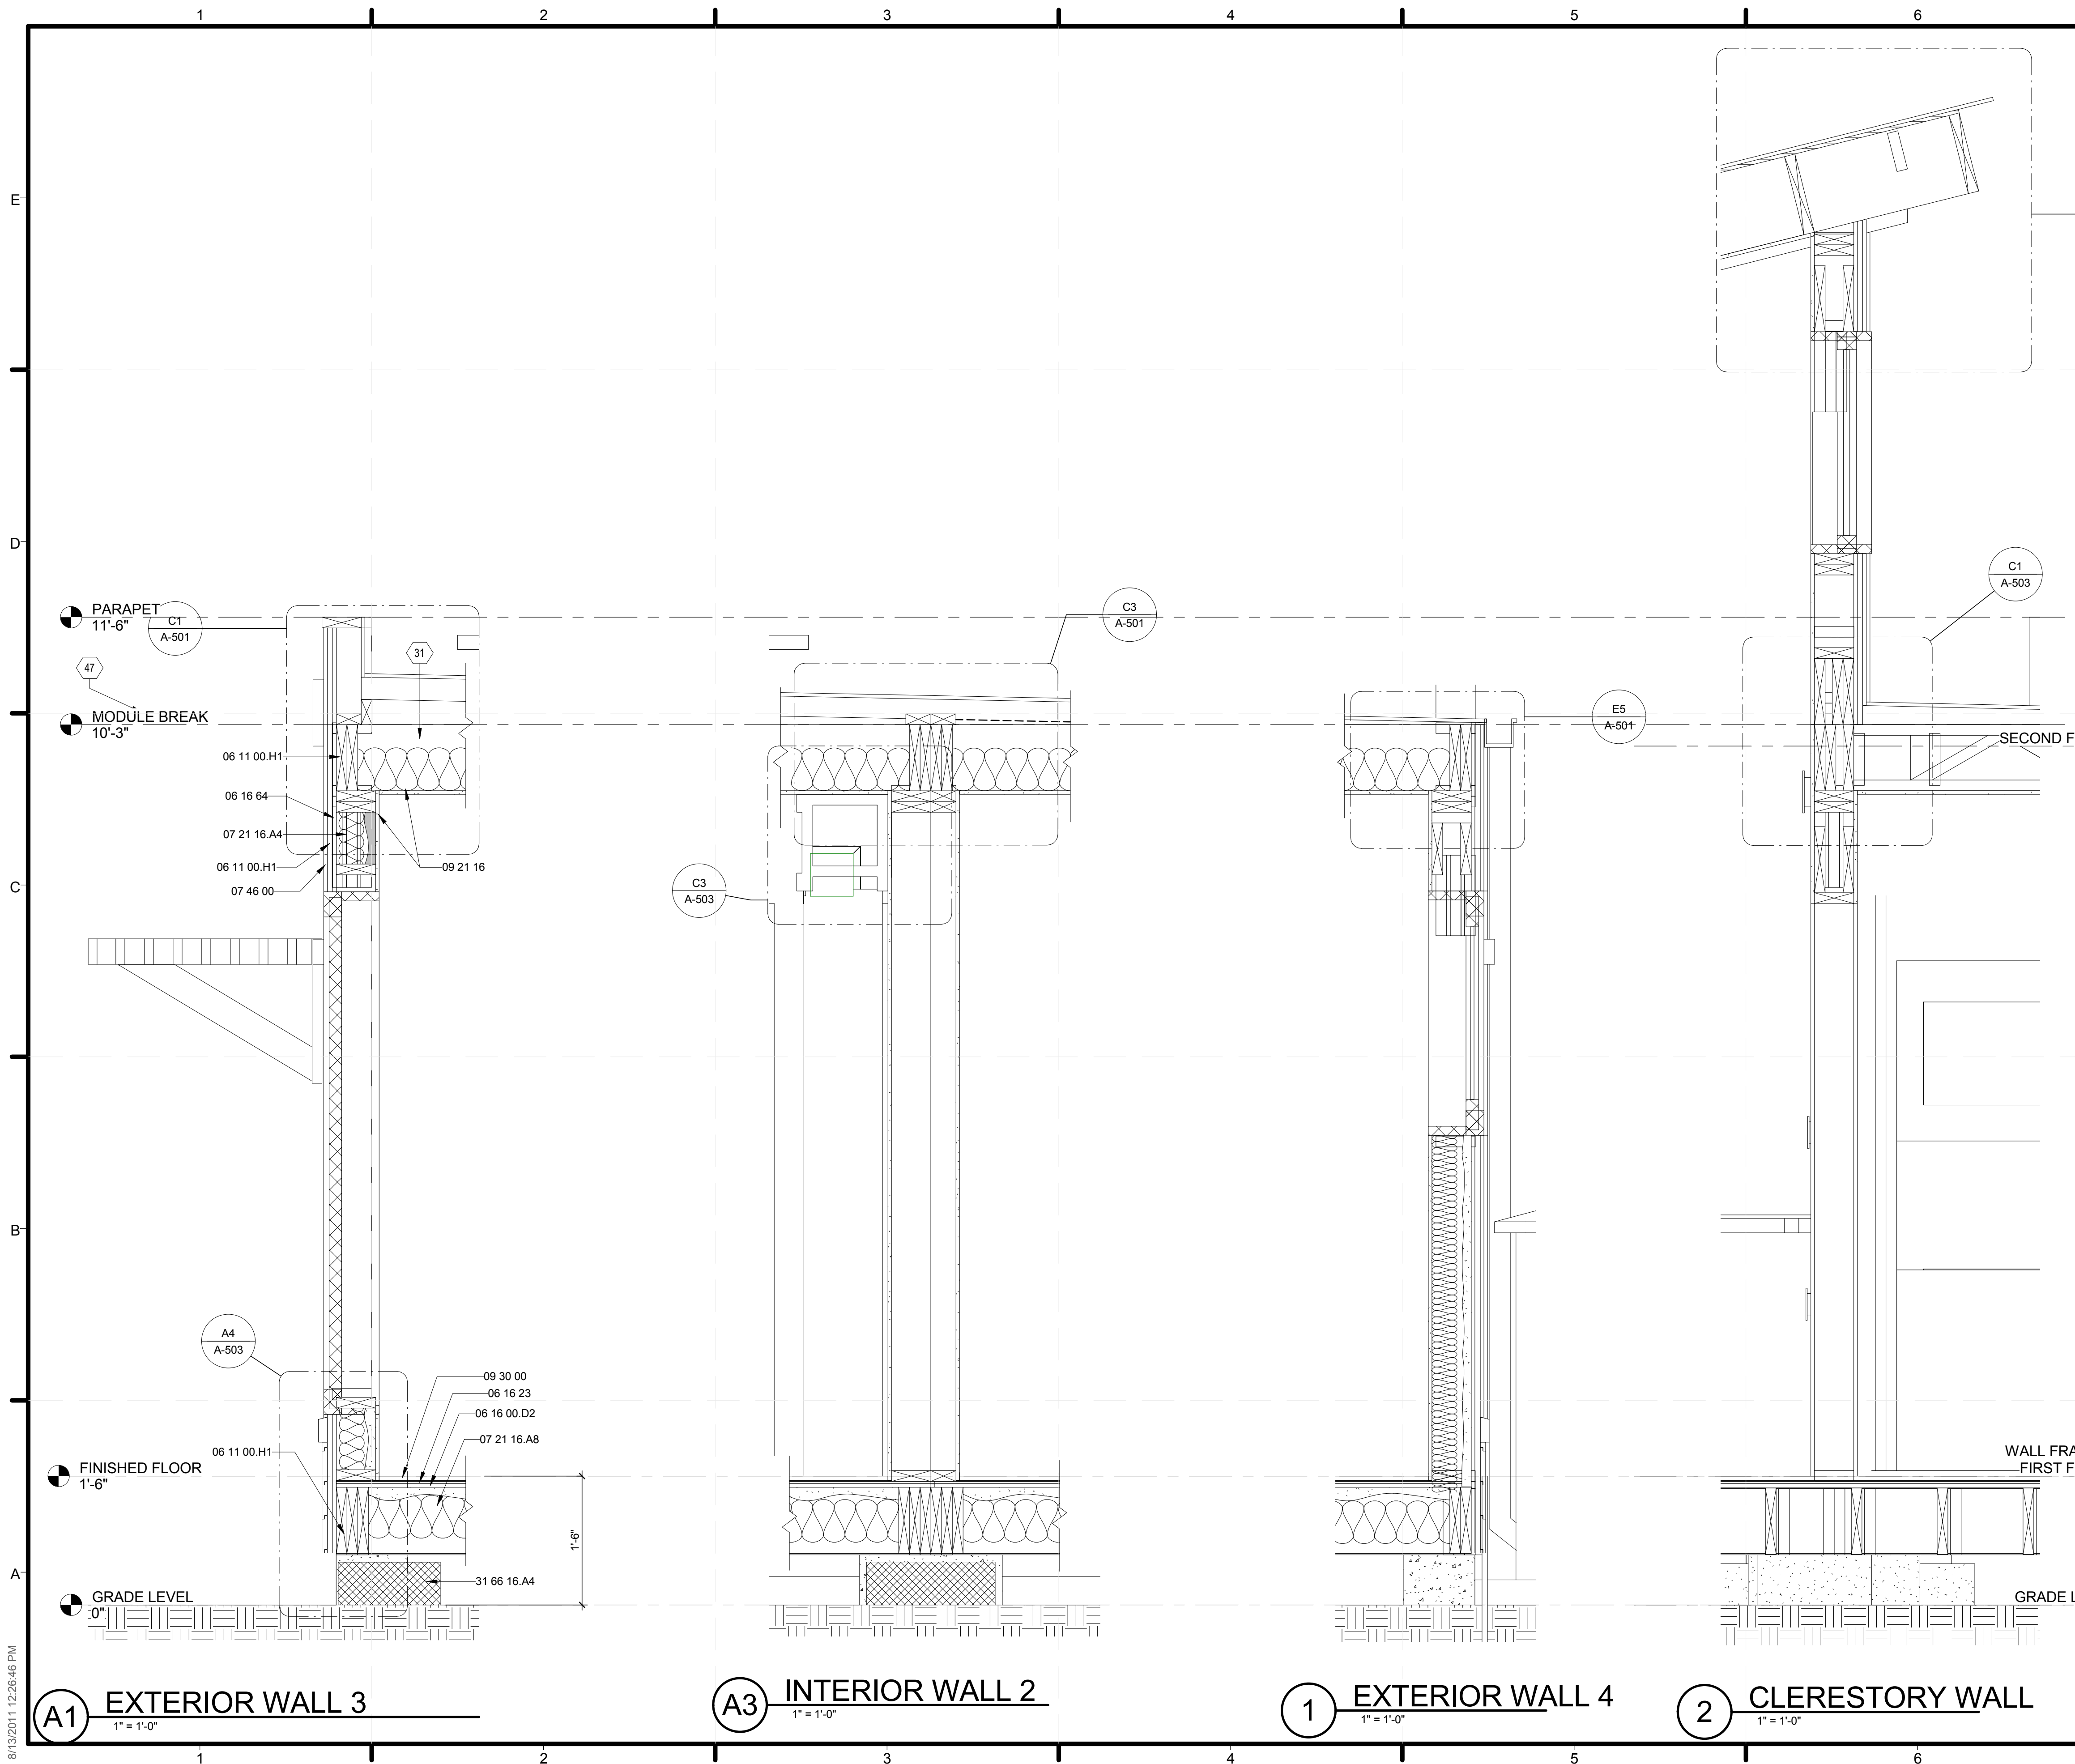 1 2 3 4 5 6
E
D
C
B
A
PARAPET
11'-6"
C1
A-501
47
31
MODULE BREAK
10'-3"
06 11 00.H1
06 16 64
07 21 16.A4
06 11 00.H1
07 46 00
09 21 16
A4
A-503
09 30 00
06 16 23
06 16 00.D2
07 21 16.A8
06 11 00.H1
FINISHED FLOOR
1'-6"
1'-6"
31 66 16.A4
GRADE LEVEL
0"
C3
A-501
C3
A-503
E5
A-501
C1
A-503
SECOND F
WALL FRA
FIRST F
GRADE L
A1 EXTERIOR WALL 3
1" = 1'-0"
A3 INTERIOR WALL 2
1" = 1'-0"
1 EXTERIOR WALL 4
1" = 1'-0"
2 CLERESTORY WALL
1" = 1'-0"
8/13/2011 12:26:46 PM
1 2 3 4 5 6